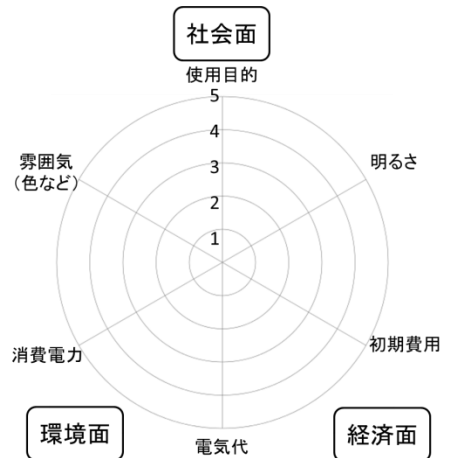 社会面
使用目的
5
4
3
2
1
雰囲気
（色など）
明るさ
消費電力
初期費用
環境面
電気代
経済面